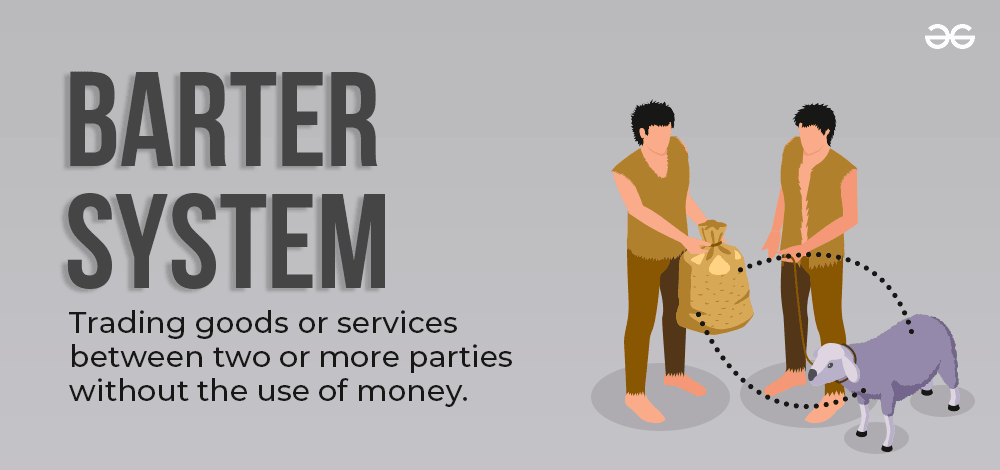 BARTER
SYSTEM
Trading goods or services
between two or more parties
without the use of money.